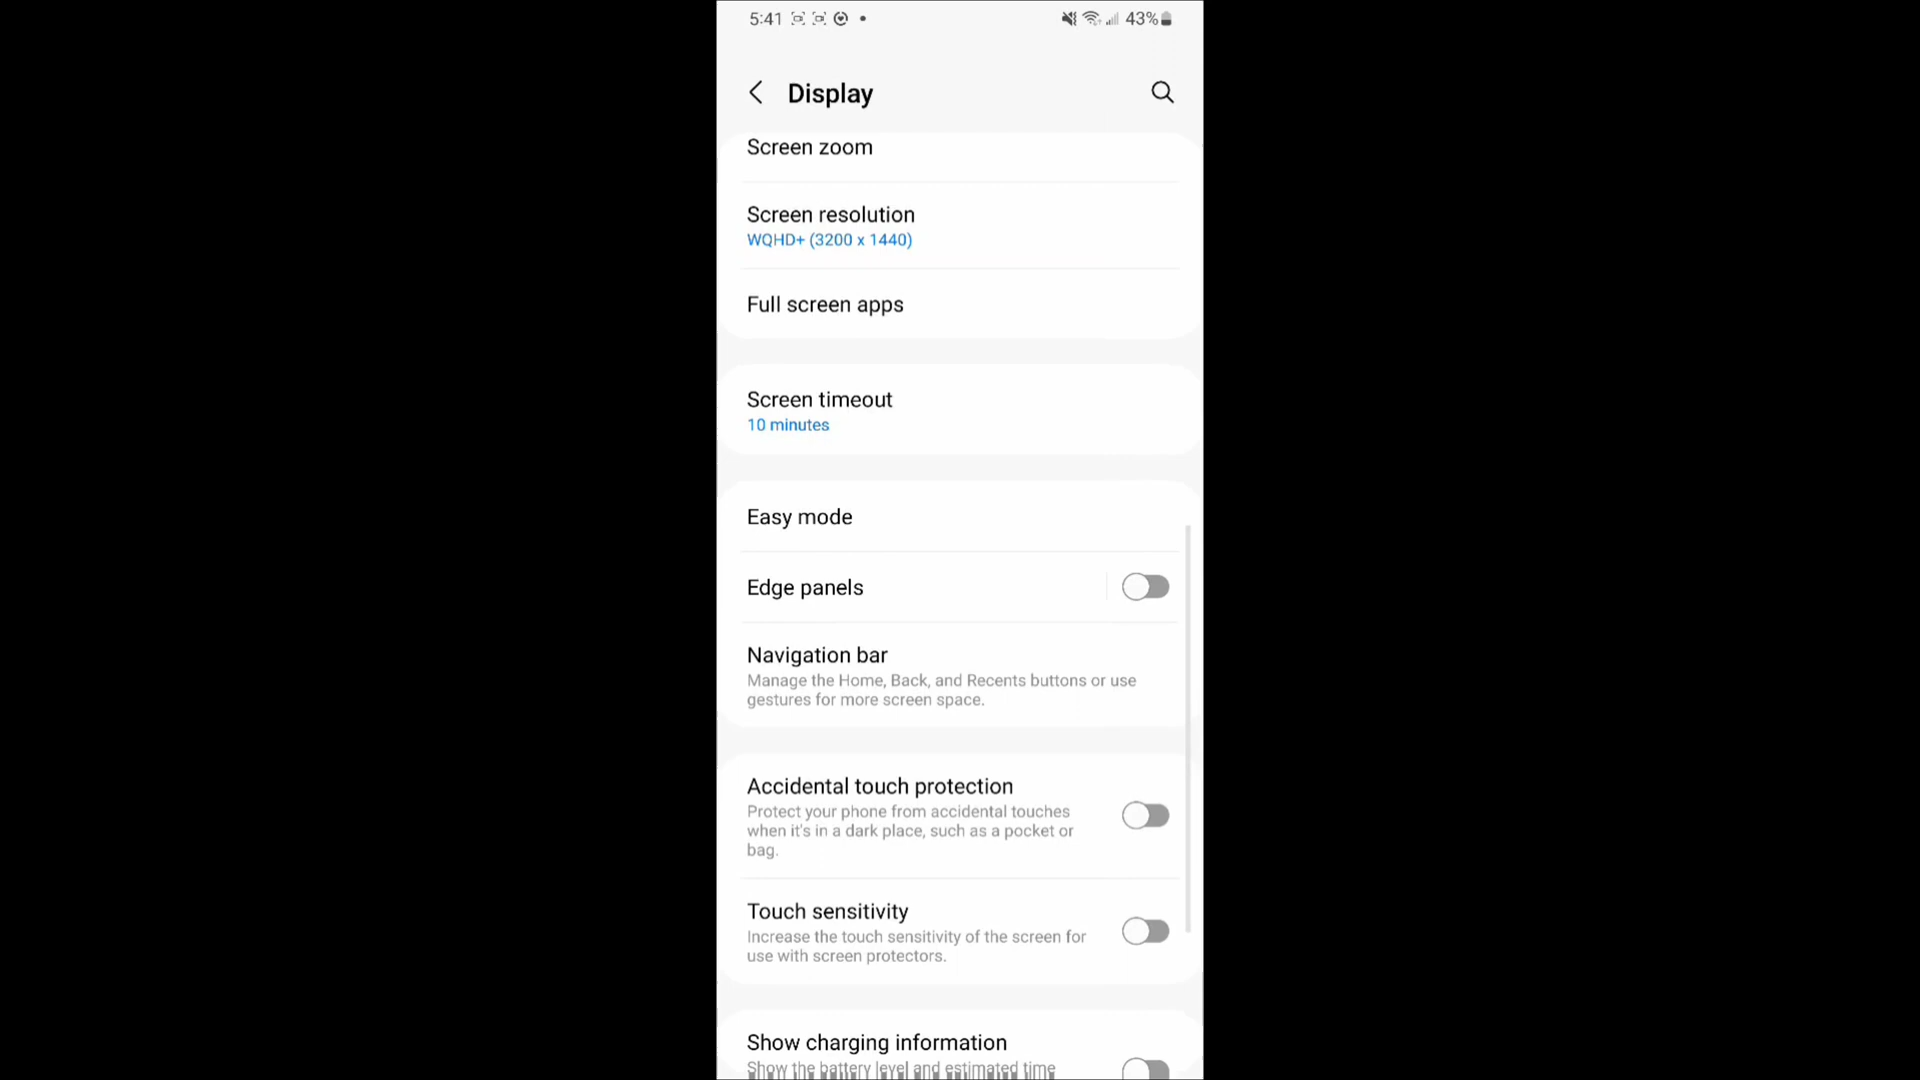 5:41
43%
Display
Screen zoom
Screen resolution
WQHD+ (3200 x 1440)
Full screen apps
Screen timeout
10 minutes
Easy mode
Edge panels
Navigation bar
Manage the Home, Back, and Recents buttons or use
gestures for more screen space.
Accidental touch protection
Protect your phone from accidental touches
when it's in a dark place, such as a pocket or
bag.
Touch sensitivity
Increase the touch sensitivity of the screen for
use with screen protectors.
Show charging information
Show the battery level and estimated time